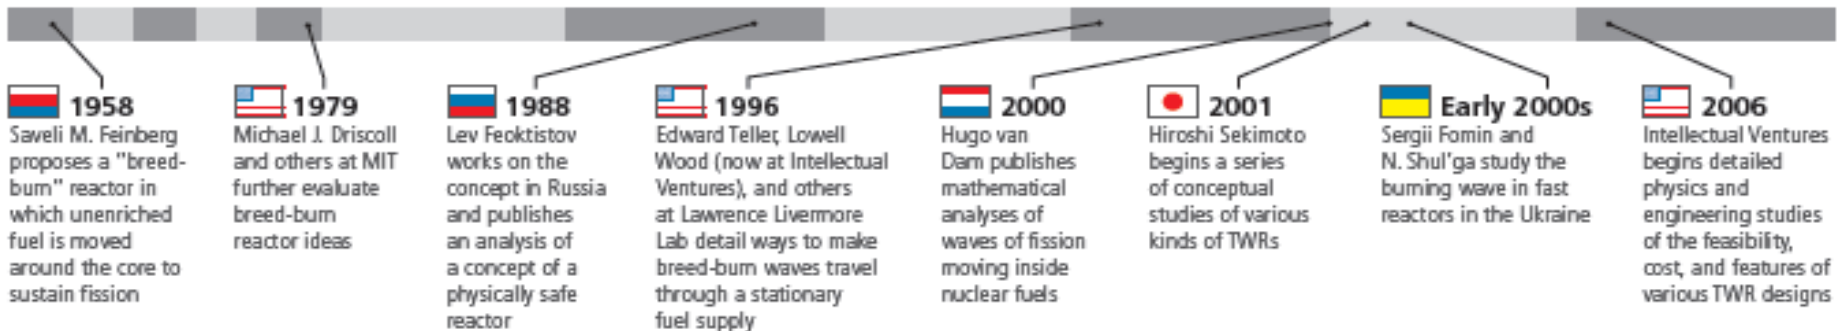 1958
Saveli M. Feinberg
proposes a "breed-
burn" reactor in
which unenriched
fuel is moved
around the core to
sustain fission
1979
Michael J. Driscoll
and others at MIT
further evaluate
breed-burn
reactor ideas
1988
Lev Feoktistov
works on the
concept in Russia
and publishes
an analysis of
a concept of a
physically safe
reactor
1996
Edward Teller, Lowell
Wood (now at Intellectual
Ventures), and others
at Lawrence Livermore
Lab detail ways to make
breed-burn waves travel
through a stationary
fuel supply
2000
Hugo van
Dam publishes
mathematical
analyses of
waves of fission
moving inside
nuclear fuels
2001
Hiroshi Sekimoto
begins a series
of conceptual
studies of various
kinds of TWRs
Early 2000s
Sergii Fomin and
N. Shul'ga study the
burning wave in fast
reactors in the Ukraine
2006
Intellectual Ventures
begins detailed
physics and
engineering studies
of the feasibility,
cost, and features of
various TWR designs